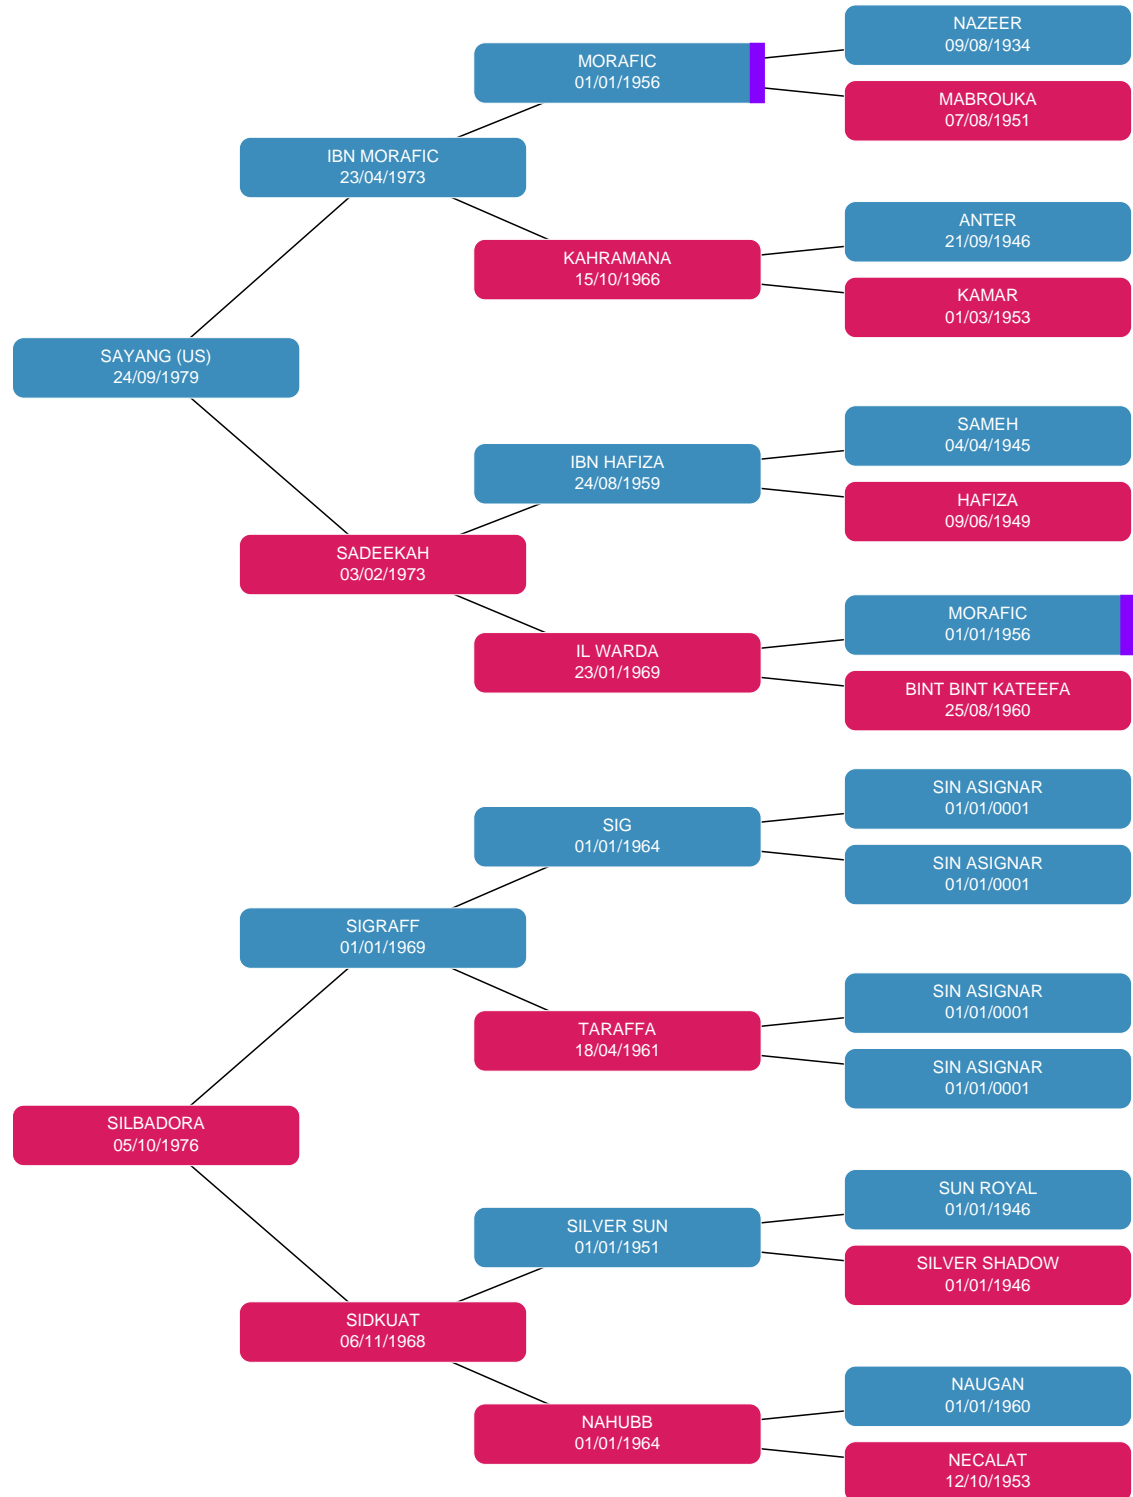 NAZEER
09/08/1934
MORAFIC
01/01/1956
MABROUKA
07/08/1951
IBN MORAFIC
23/04/1973
ANTER
21/09/1946
KAHRAMANA
15/10/1966
KAMAR
01/03/1953
SAYANG (US)
24/09/1979
SAMEH
04/04/1945
IBN HAFIZA
24/08/1959
HAFIZA
09/06/1949
SADEEKAH
03/02/1973
MORAFIC
01/01/1956
IL WARDA
23/01/1969
BINT BINT KATEEFA
25/08/1960
SIN ASIGNAR
01/01/0001
SIG
01/01/1964
SIN ASIGNAR
01/01/0001
SIGRAFF
01/01/1969
SIN ASIGNAR
01/01/0001
TARAFFA
18/04/1961
SIN ASIGNAR
01/01/0001
SILBADORA
05/10/1976
SUN ROYAL
01/01/1946
SILVER SUN
01/01/1951
SILVER SHADOW
01/01/1946
SIDKUAT
06/11/1968
NAUGAN
01/01/1960
NAHUBB
01/01/1964
NECALAT
12/10/1953